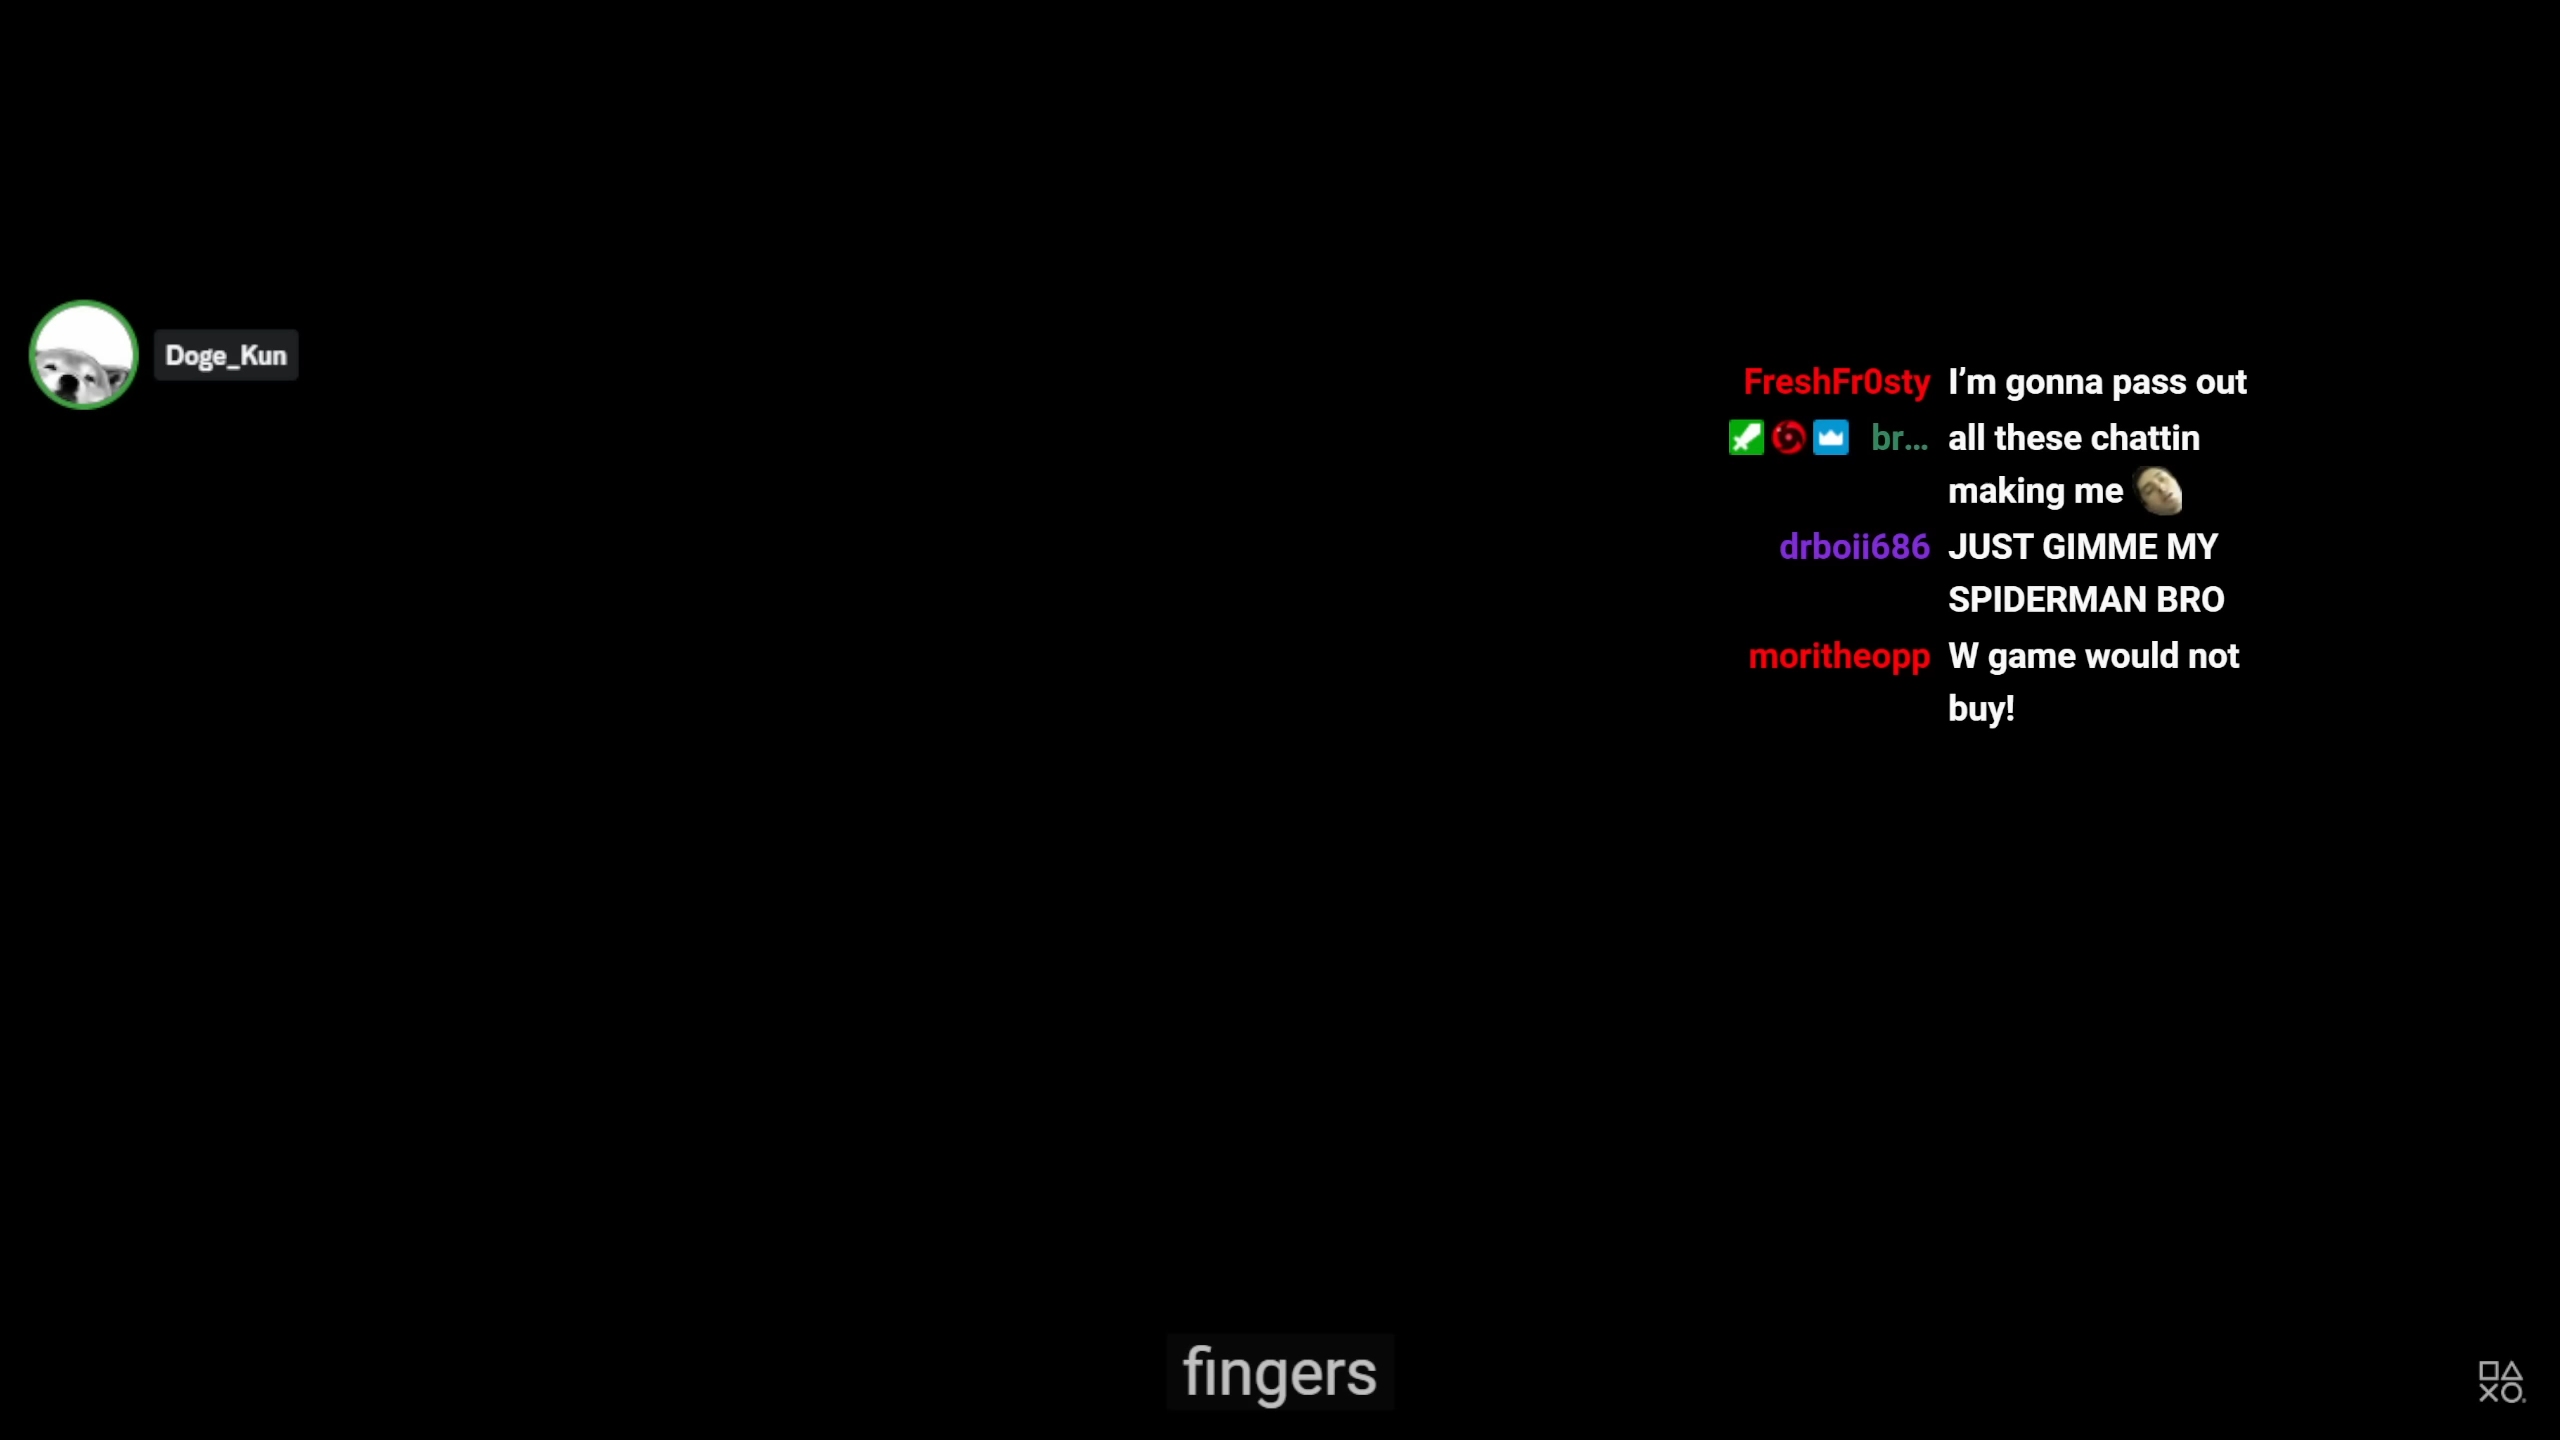 Doge_Kun
FreshFr0sty I’m gonna pass out
br... all these chattin
making me
drboii686 JUST GIMME MY
SPIDERMAN BRO
moritheopp W game would not
buy!
fingers